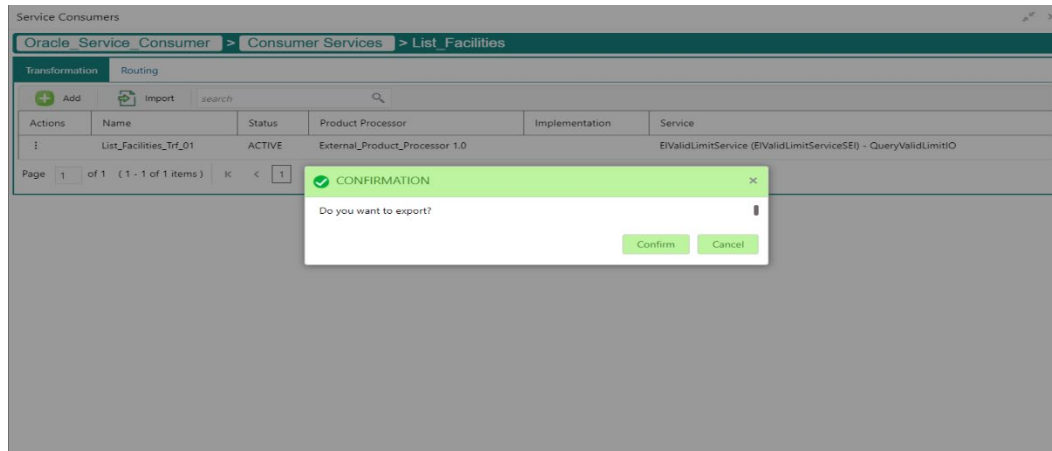 Service Consumers
Oracle_Service_Consumer > Consumer Services > List_Facilities
Transformation Routing
Add Import search
Actions Name Status Product Processor Implementation Service
List_Facilities_Trf_01 ACTIVE External_Product_Processor 1.0 EIValidLimitService (EIValidLimitServiceSEI) - QueryValidLimitIO
Page 1 of 1 (1 - 1 of 1 items) K < 1
CONFIRMATION
Do you want to export?
Confirm Cancel